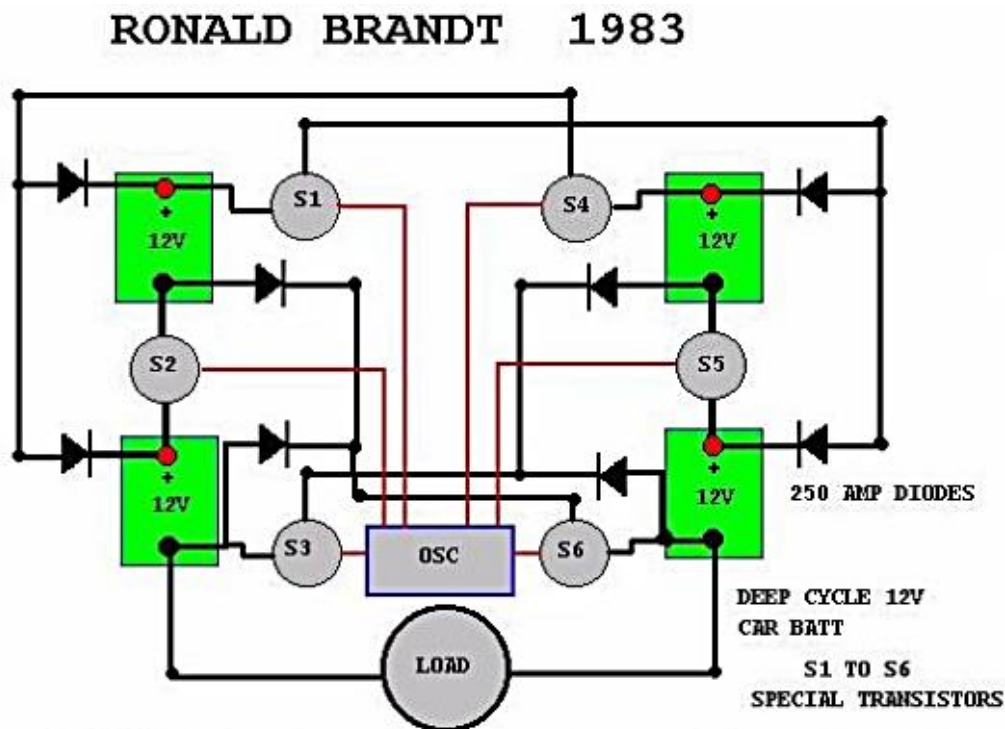 RONALD BRANDT 1983
S1
S4
+
12V
+
12V
S2
S5
+
12V
+
12V
250 AMP DIODES
S3
OSC
S6
DEEP CYCLE 12V
CAR BATT
LOAD
S1 TO S6
SPECIAL TRANSISTORS